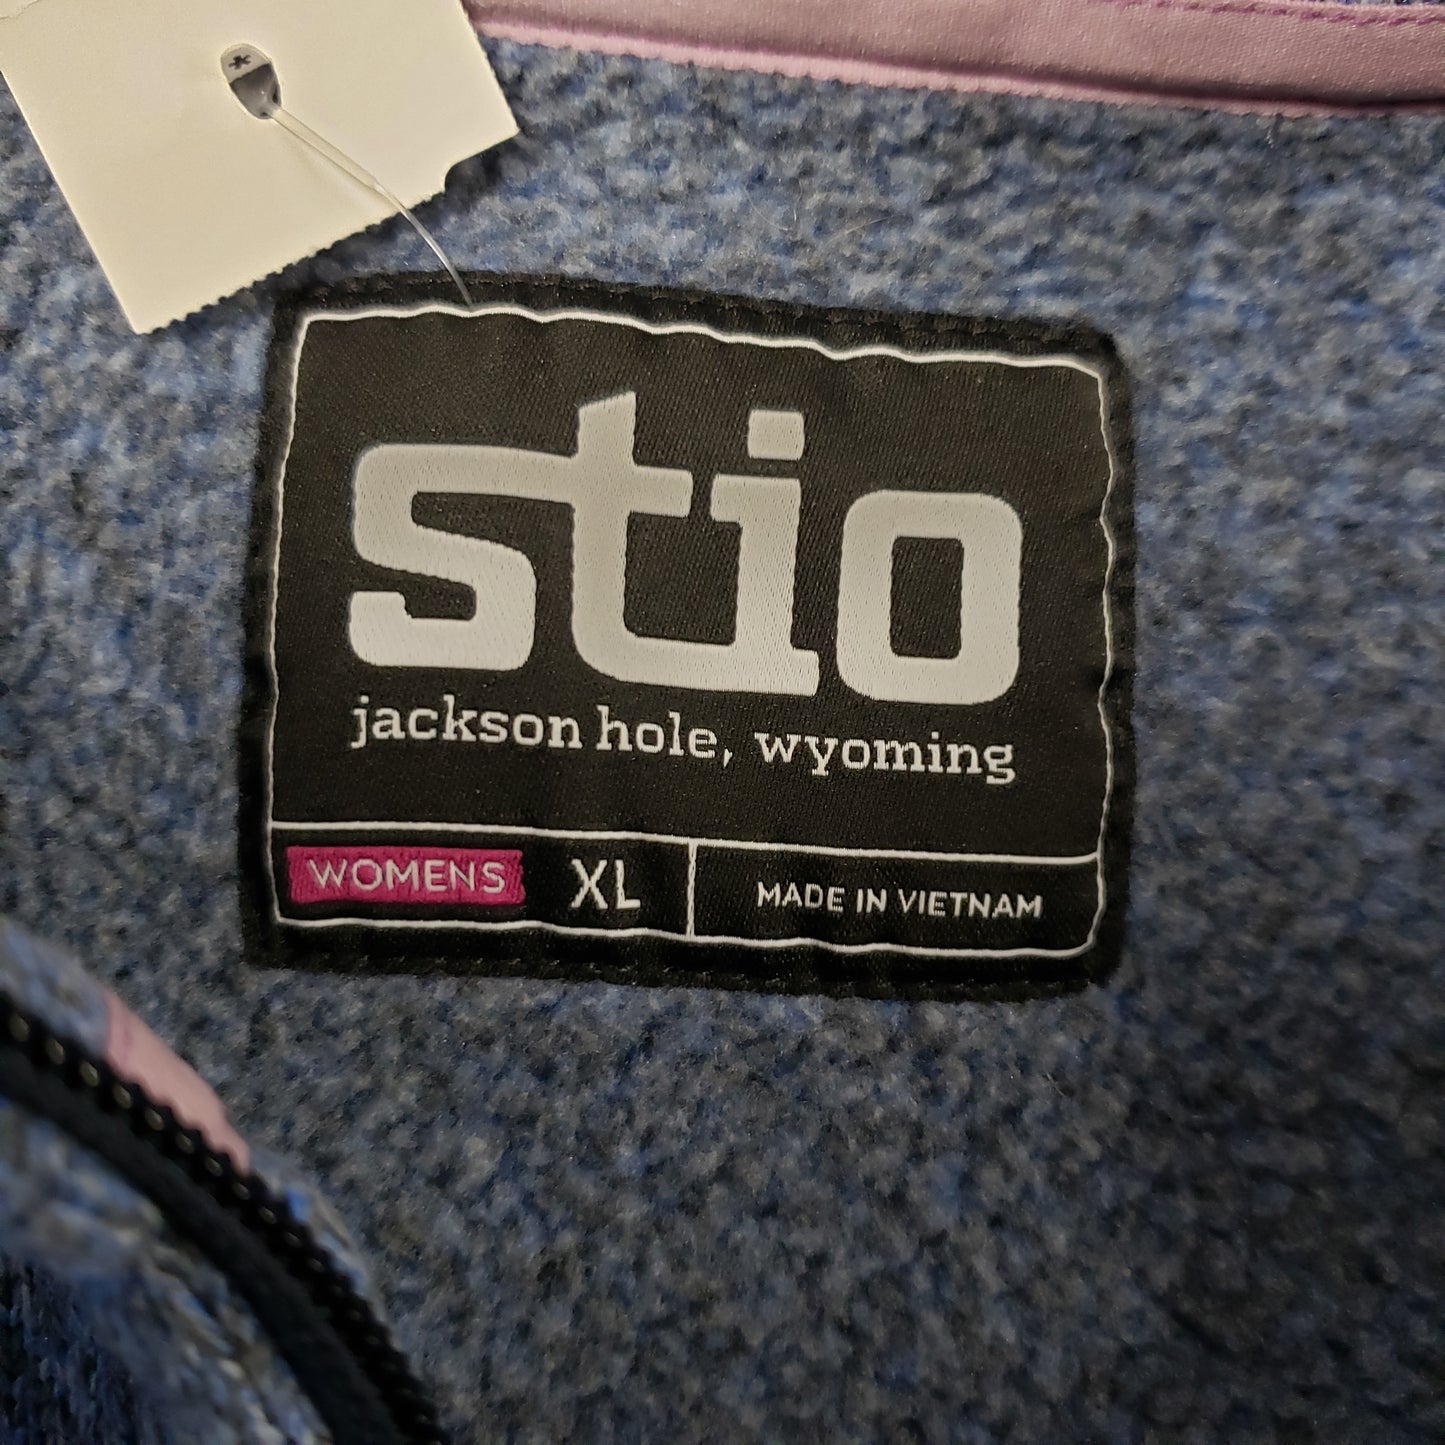 stio
jackson hole, wyoming
WOMENS XL MADE IN VIETNAM